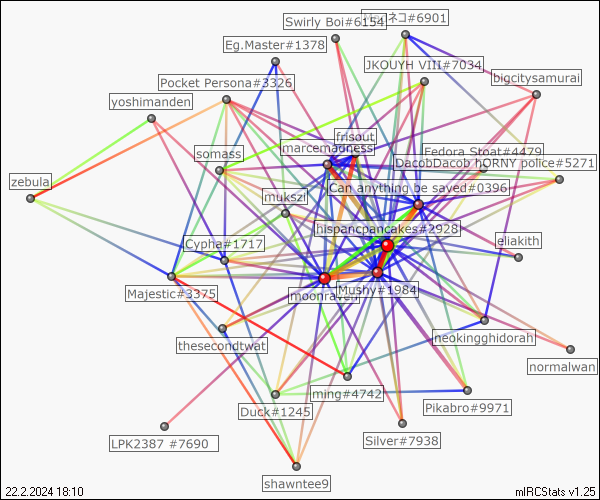 Swirly Boi#6154
ネコ#6901
Eg.Master#1378
JKOUYH VIII#7034
Pocket Persona#3326
bigcitysamurai
yoshimanden
frisout
marcemadness
somass
Fedora Stoat#4479
DacobDacob hORNY police#5271
zebula
mukszi
Can anything be saved#0396
hispancpancakes#2928
Cypha#1717
eliakith
Majestic#3375
moonraven
Mushy#1984
thesecondtwat
neokingghidorah
normalwan
ming#4742
Duck#1245
Pikabro#9971
LPK2387 #7690
Silver#7938
shawntee9
22.2.2024 18:10
mIRCStats v1.25